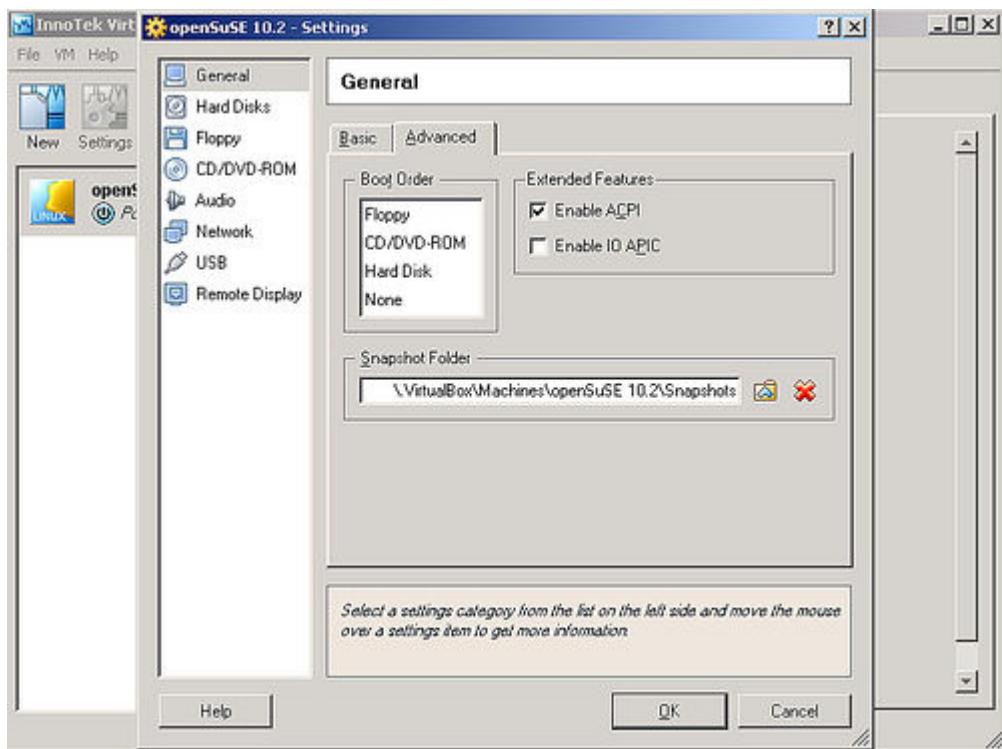 InnoTek Virt
File VM Help
New Settings
openS
openSuSE 10.2 - Settings
General
Hard Disks
Floppy
CD/DVD-ROM
Audio
Network
USB
Remote Display
General
Basic Advanced
Boot Order
Floppy
CD/DVD-ROM
Hard Disk
None
Extended Features
Enable ACPI
Enable IO APIC
Snapshot Folder
\.VirtualBox\Machines\openSuSE 10.2\Snapshots
Select a settings category from the list on the left side and move the mouse
over a settings item to get more information
Help OK Cancel
LINUX